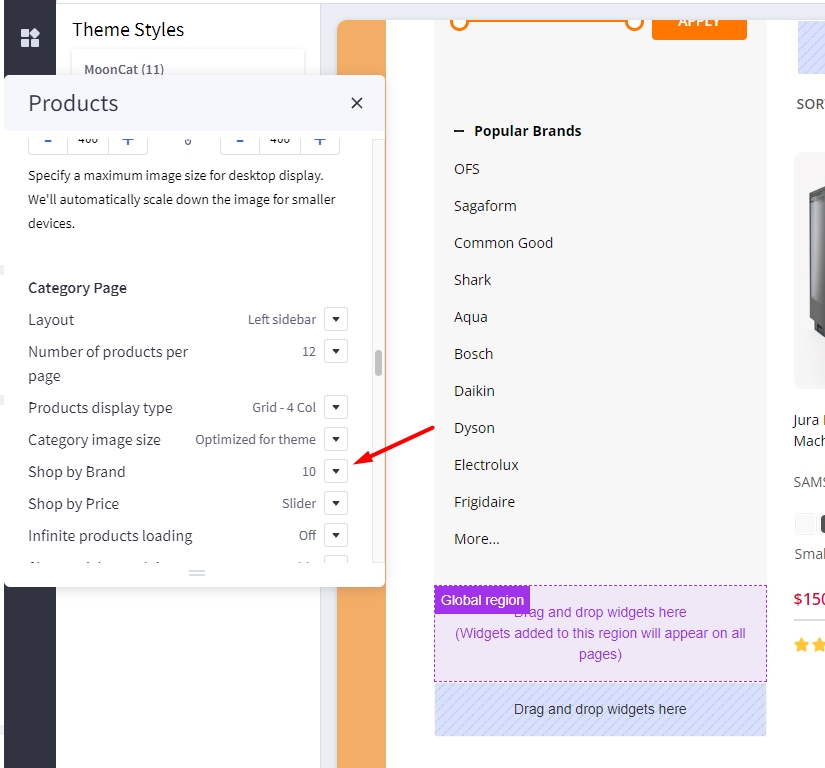 Theme Styles
MoonCat (11)
Products
- 400 + - 400 +
Specify a maximum image size for desktop display.
We'll automatically scale down the image for smaller
devices.
Category Page
Layout Left sidebar
Number of products per
page
12
Products display type Grid - 4 Col
Category image size Optimized for theme
Shop by Brand 10
Shop by Price Slider
Infinite products loading Off
APPLY
Popular Brands
OFS
Sagaform
Common Good
Shark
Aqua
Bosch
Daikin
Dyson
Electrolux
Frigidaire
More...
Global region
Drag and drop widgets here
(Widgets added to this region will appear on all
pages)
Drag and drop widgets here
SOR
Jura
Mach
SAMS
Smal
$150